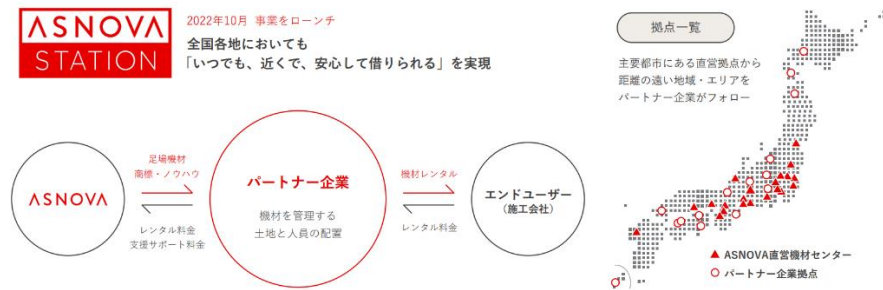 ASNOVA
STATION
2022年10月 事業をローンチ
全国各地においても
「いつでも、近くで、安心して借りられる」を実現
ASNOVA
足場機材
商標・ノウハウ
レンタル料金
支援サポート料金
パートナー企業
機材を管理する
土地と人員の配置
機材レンタル
レンタル料金
エンドユーザー
（施工会社）
拠点一覧
主要都市にある直営拠点から
距離の遠い地域・エリアを
パートナー企業がフォロー
ASNOVA直営機材センター
パートナー企業拠点